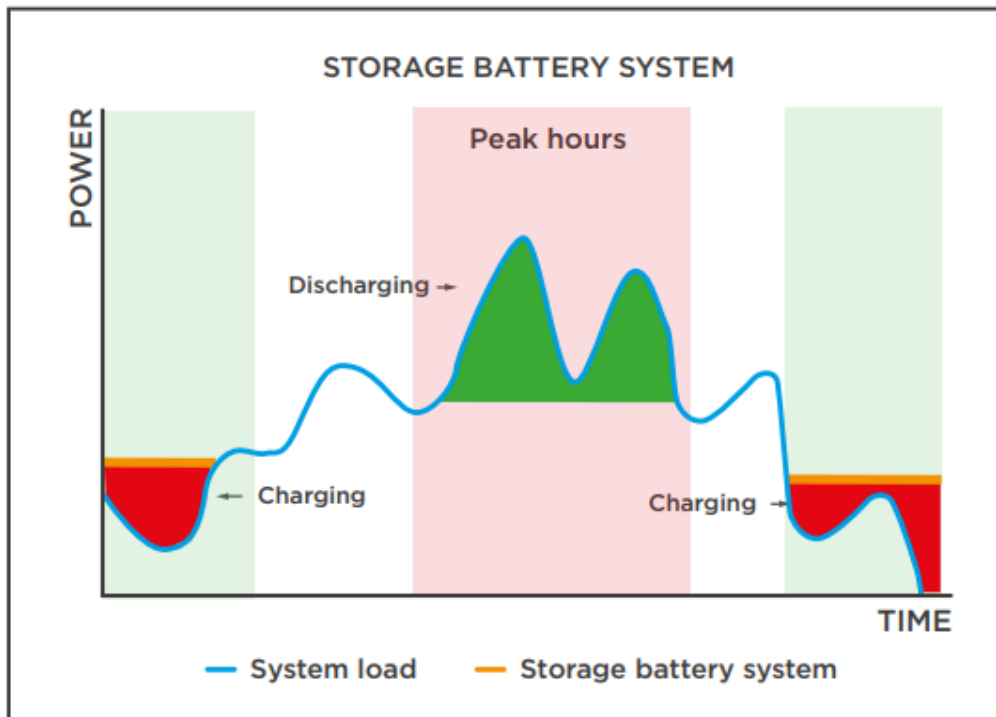 STORAGE BATTERY SYSTEM
POWER
Peak hours
Discharging
Charging
Charging
TIME
System load
Storage battery system